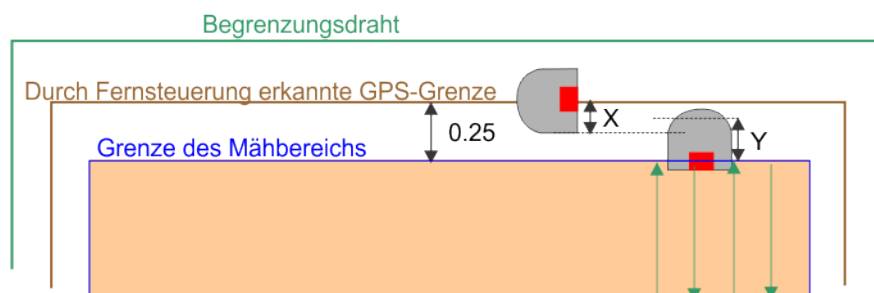 Begrenzungsdraht
Durch Fernsteuerung erkannte GPS-Grenze
X
0.25
Y
Grenze des Mähbereichs